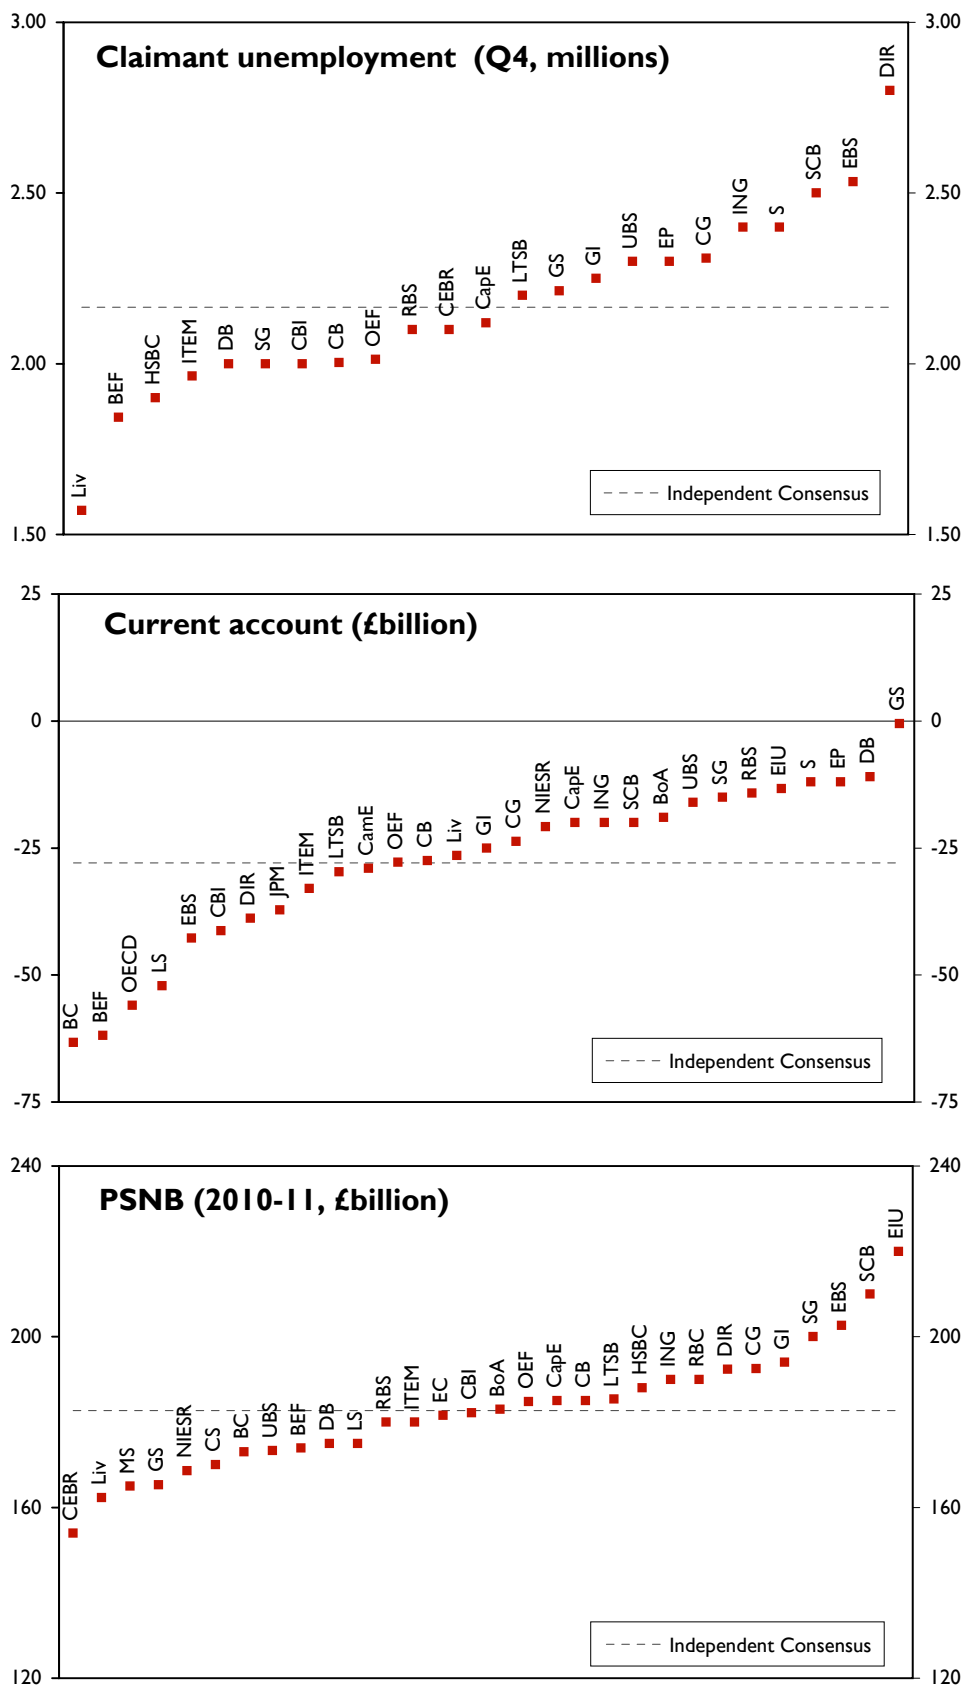 Claimant unemployment (Q4, millions)
3.00 3.00
2.50 2.50
2.00 2.00
1.50 1.50
Liv BEF HSBC ITEM DB SG CBI CB OEF RBS CEBR CapE LTSB GS GI UBS EP CG ING S SCB EBS DIR
Independent Consensus
Current account (£billion)
25 25
0 0
-25 -25
-50 -50
-75 -75
BC BEF OECD LS EBS CBI DIR JPM ITEM LTSB CamE OEF CB Liv GI CG NIESR CapE ING SCB BoA UBS SG RBS EIU S EP DB GS
Independent Consensus
PSNB (2010-11, £billion)
240 240
200 200
160 160
120 120
CEBR Liv MS GS NIESR CS BC UBS BEF DB LS RBS ITEM EC CBI BoA OEF CapE CB LTSB HSBC ING RBC DIR CG GI SG EBS SCB EIU
Independent Consensus